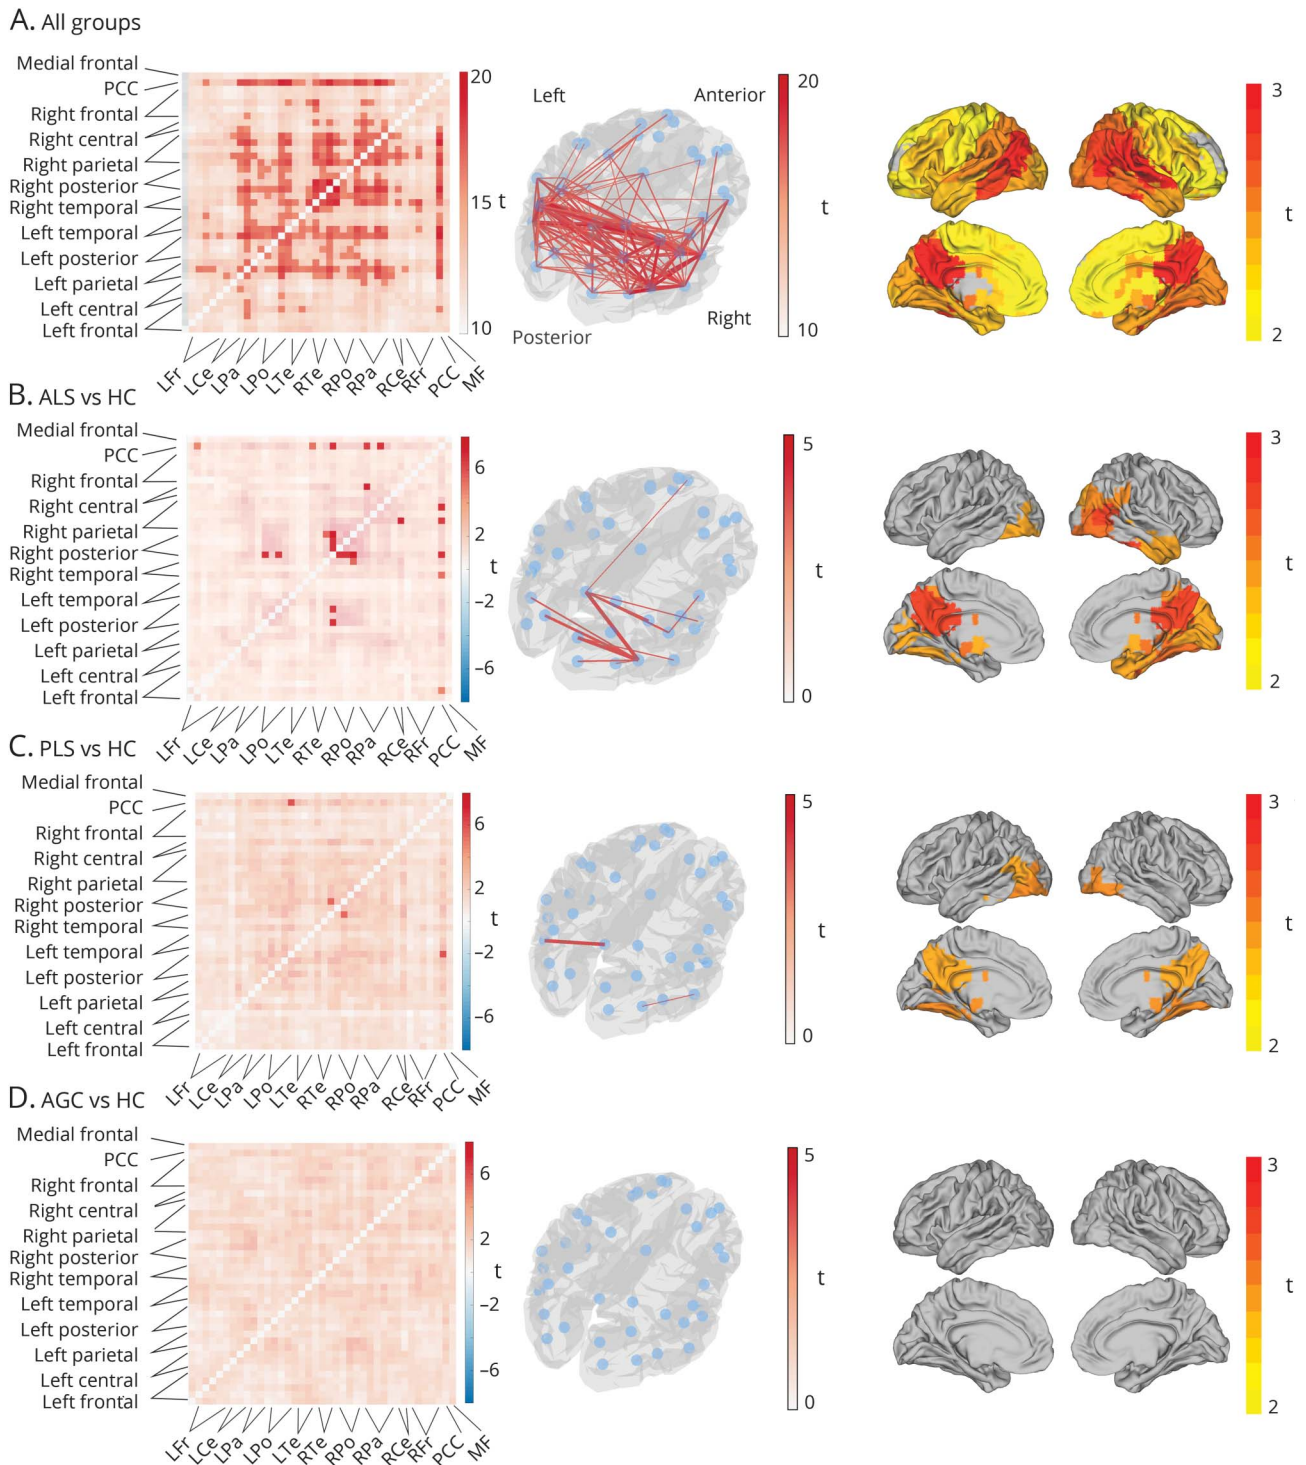 A. All groups
Medial frontal
PCC
Right frontal
Right central
Right parietal
Right posterior
Right temporal
Left temporal
Left posterior
Left parietal
Left central
Left frontal
LFr
LCe
LPa
LPo
LTe
RTe
RPo
RPa
RCe
RFr
PCC
MF
20
15
10
t
Left
Anterior
Posterior
Right
20
10
t
3
2
t
B. ALS vs HC
Medial frontal
PCC
Right frontal
Right central
Right parietal
Right posterior
Right temporal
Left temporal
Left posterior
Left parietal
Left central
Left frontal
LFr
LCe
LPa
LPo
LTe
RTe
RPo
RPa
RCe
RFr
PCC
MF
6
2
t
−2
−6
5
0
t
3
2
t
C. PLS vs HC
Medial frontal
PCC
Right frontal
Right central
Right parietal
Right posterior
Right temporal
Left temporal
Left posterior
Left parietal
Left central
Left frontal
LFr
LCe
LPa
LPo
LTe
RTe
RPo
RPa
RCe
RFr
PCC
MF
6
2
t
−2
−6
5
0
t
3
2
t
D. AGC vs HC
Medial frontal
PCC
Right frontal
Right central
Right parietal
Right posterior
Right temporal
Left temporal
Left posterior
Left parietal
Left central
Left frontal
LFr
LCe
LPa
LPo
LTe
RTe
RPo
RPa
RCe
RFr
PCC
MF
6
2
t
−2
−6
5
0
t
3
2
t